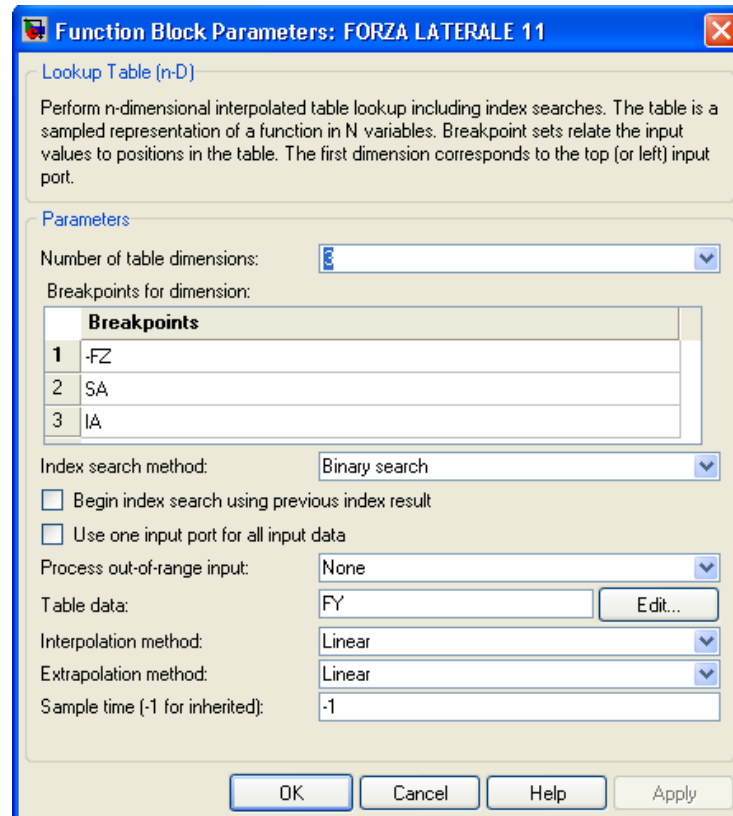 Function Block Parameters: FORZA LATERALE 11
Lookup Table (n-D)
Perform n-dimensional interpolated table lookup including index searches. The table is a
sampled representation of a function in N variables. Breakpoint sets relate the input
values to positions in the table. The first dimension corresponds to the top (or left) input
port.
Parameters
Number of table dimensions: 3
Breakpoints for dimension:
Breakpoints
1 -FZ
2 SA
3 IA
Index search method: Binary search
Begin index search using previous index result
Use one input port for all input data
Process out-of-range input: None
Table data: FY Edit...
Interpolation method: Linear
Extrapolation method: Linear
Sample time (-1 for inherited): -1
OK Cancel Help Apply